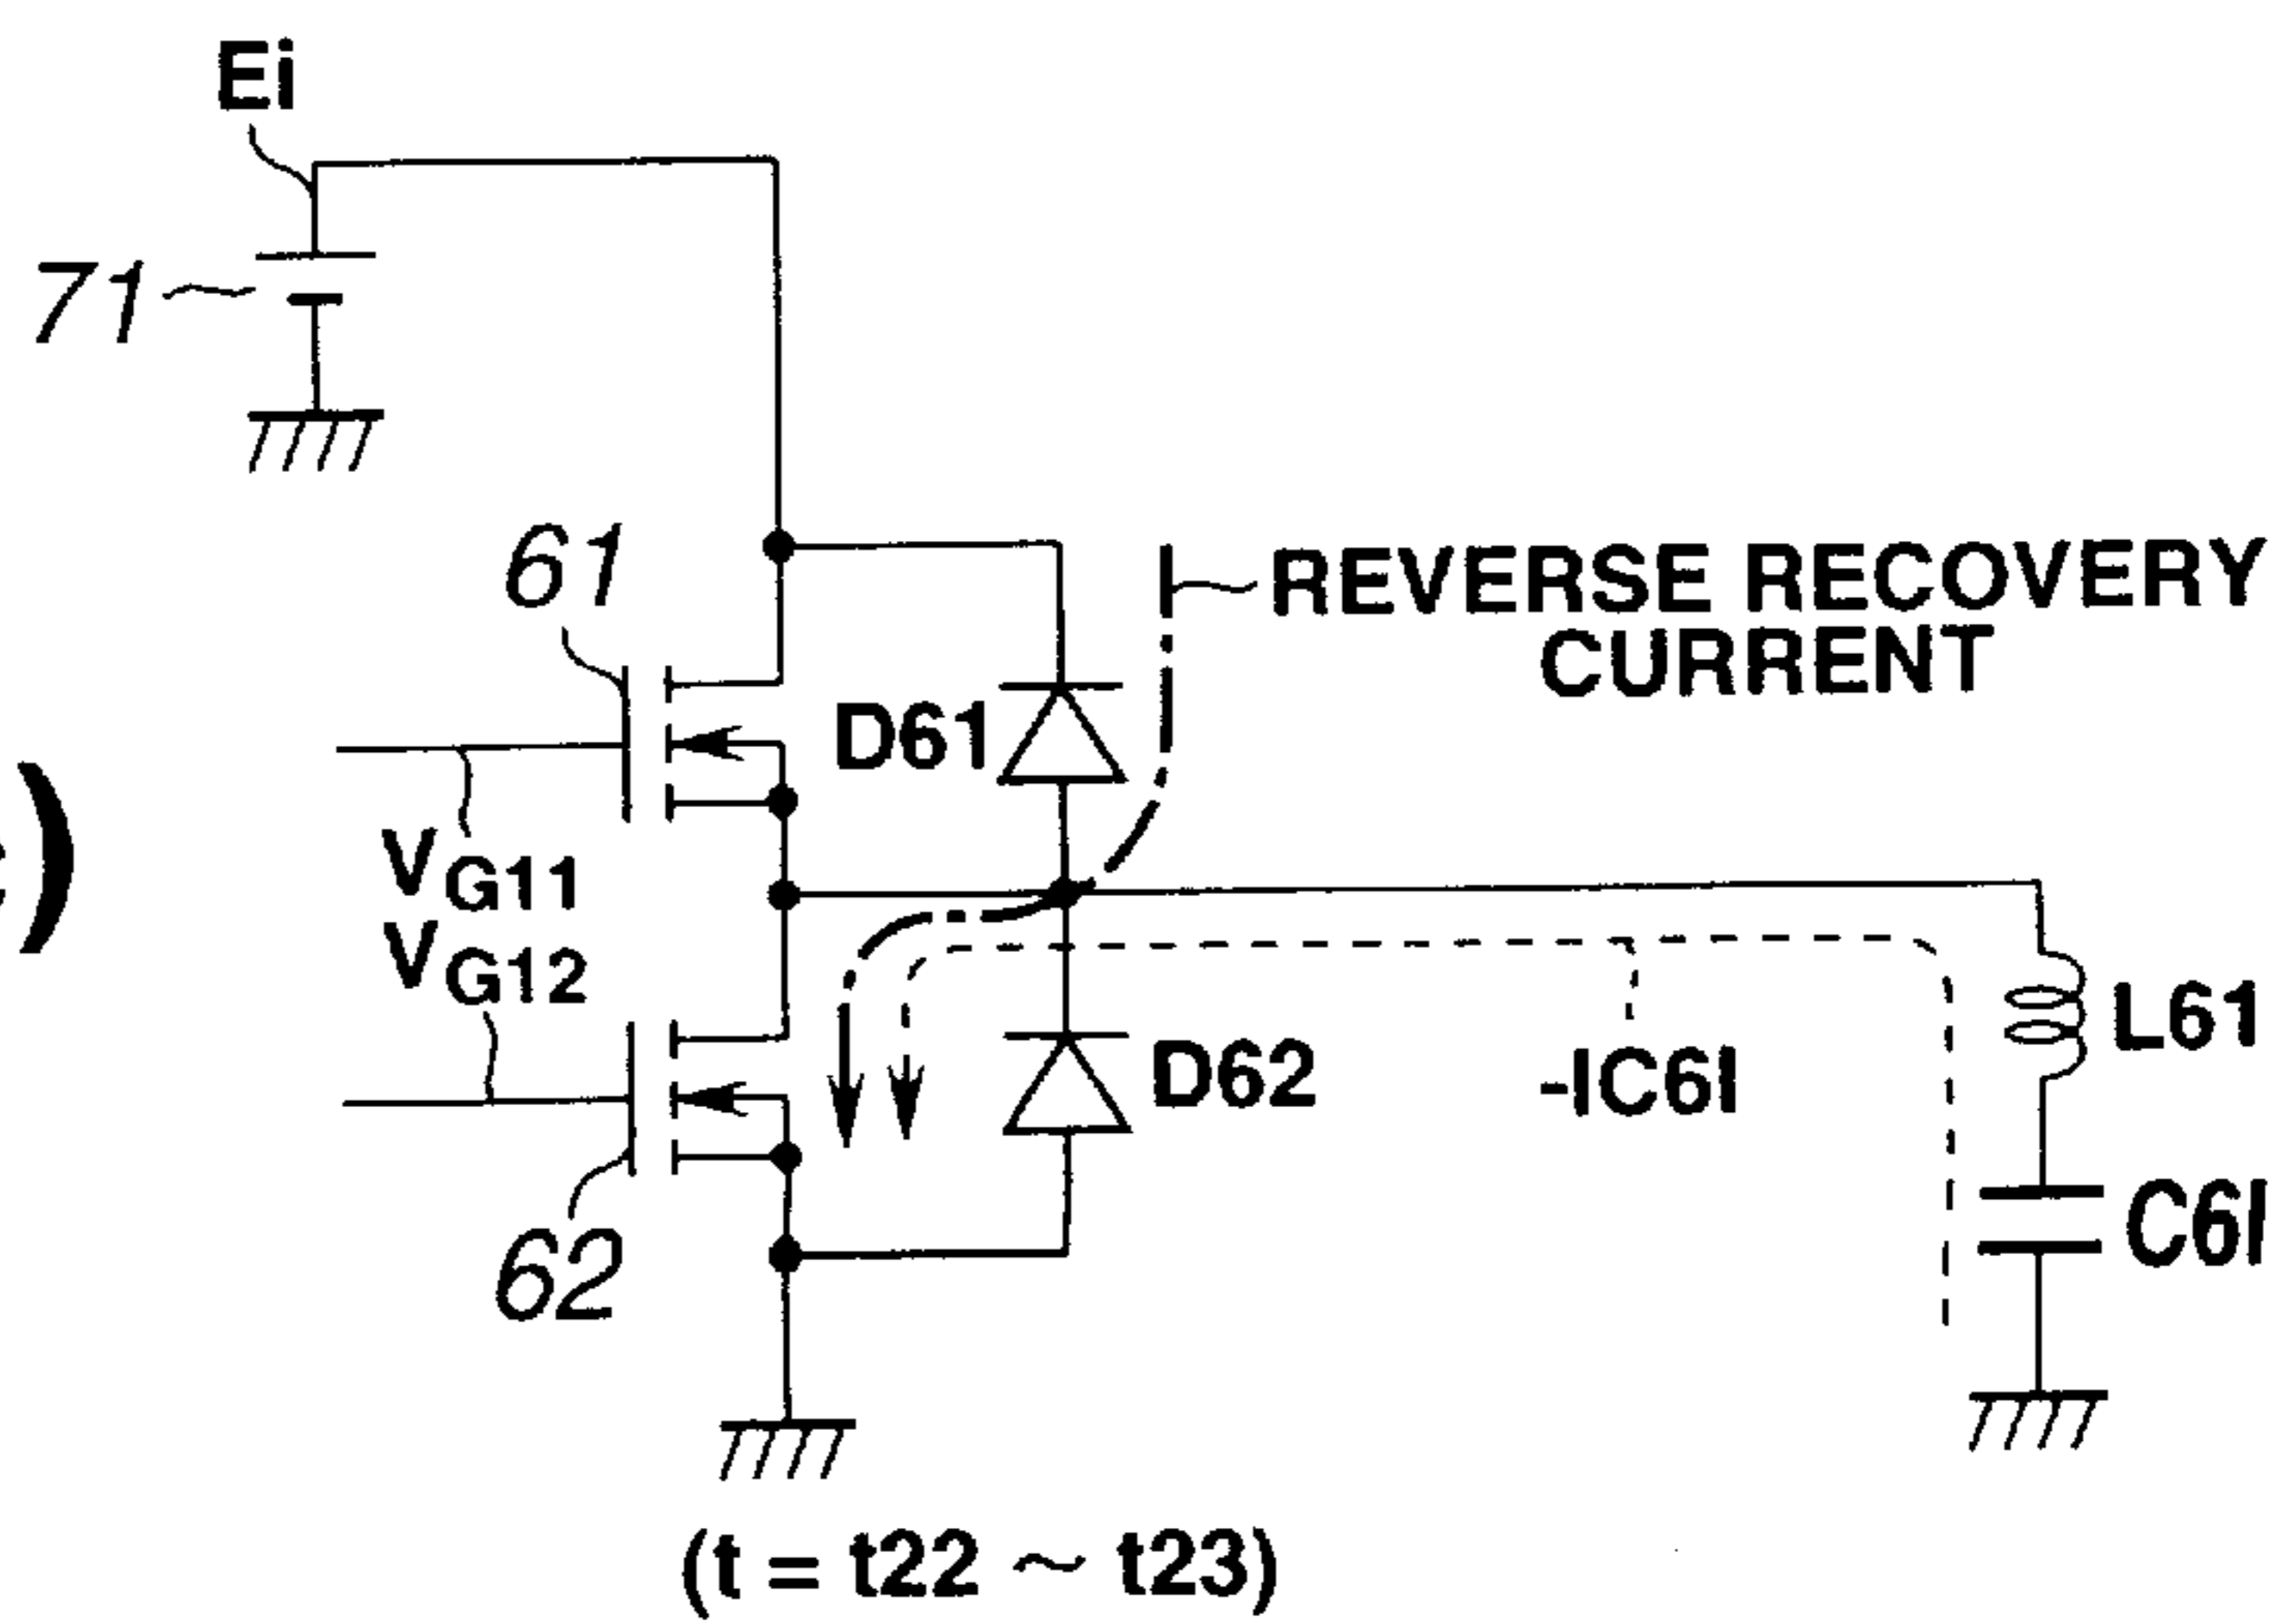 Ei
71
61
REVERSE RECOVERY
CURRENT
D61
)
VG11
VG12
L61
D62
-IC6I
C6I
62
(t = t22 ~ t23)